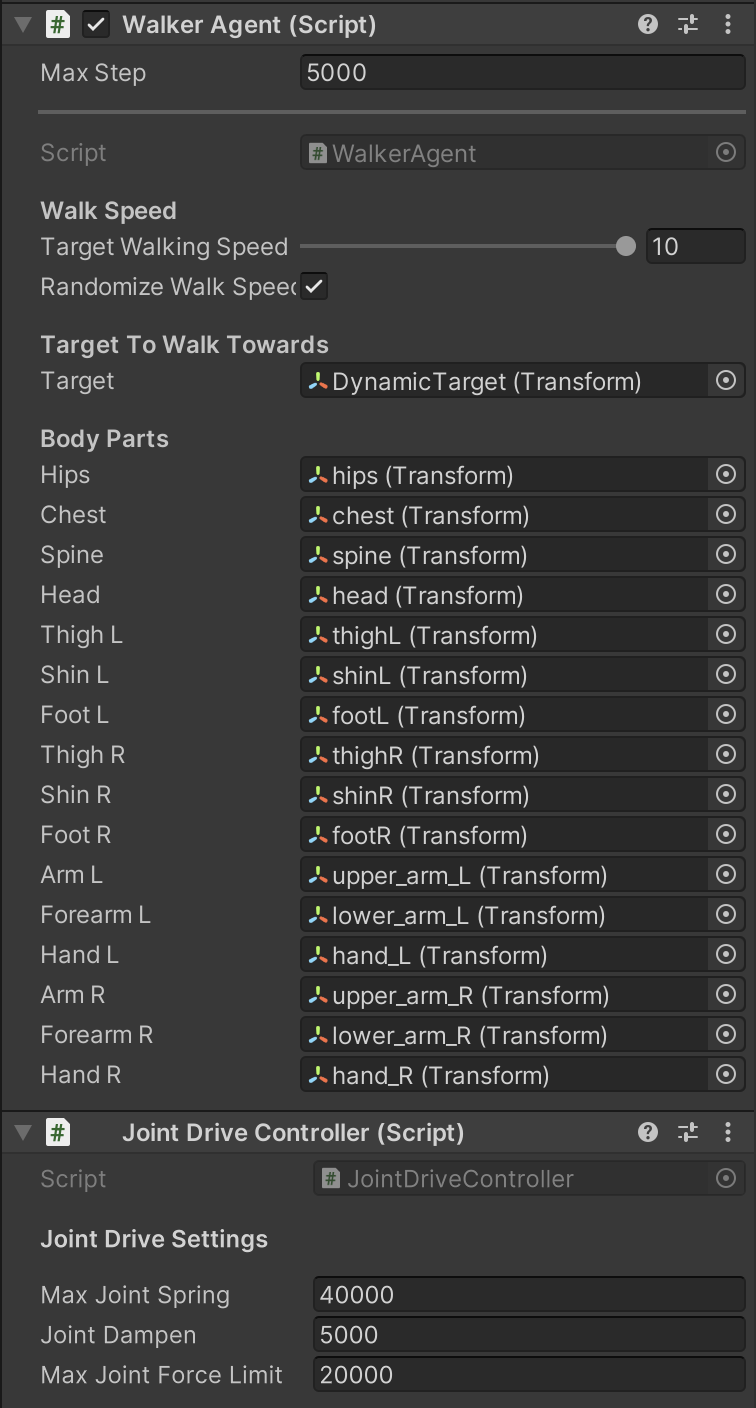 # Walker Agent (Script)
Max Step 5000
Script # WalkerAgent
Walk Speed
Target Walking Speed 10
Randomize Walk Speed
Target To Walk Towards
Target DynamicTarget (Transform)
Body Parts
Hips hips (Transform)
Chest chest (Transform)
Spine spine (Transform)
Head head (Transform)
Thigh L thighL (Transform)
Shin L shinL (Transform)
Foot L footL (Transform)
Thigh R thighR (Transform)
Shin R shinR (Transform)
Foot R footR (Transform)
Arm L upper_arm_L (Transform)
Forearm L lower_arm_L (Transform)
Hand L hand_L (Transform)
Arm R upper_arm_R (Transform)
Forearm R lower_arm_R (Transform)
Hand R hand_R (Transform)
# Joint Drive Controller (Script)
Script # JointDriveController
Joint Drive Settings
Max Joint Spring 40000
Joint Dampen 5000
Max Joint Force Limit 20000